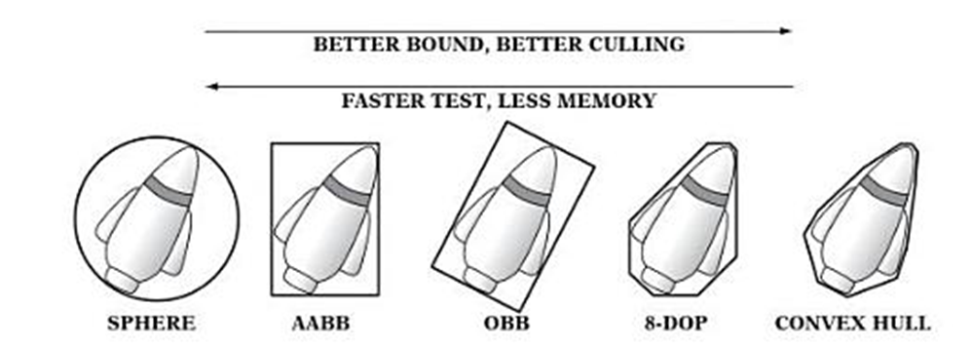 BETTER BOUND, BETTER CULLING
FASTER TEST, LESS MEMORY
SPHERE
AABB
OBB
8-DOP
CONVEX HULL